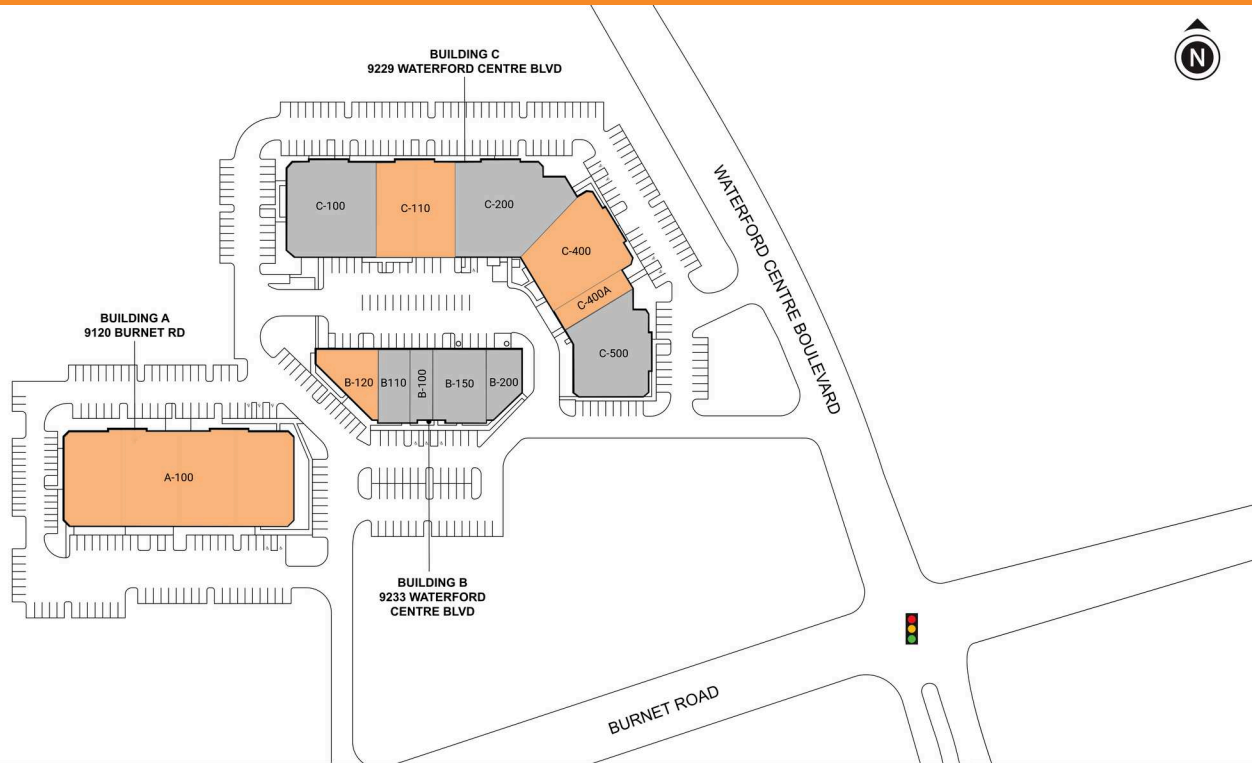 BUILDING C
9229 WATERFORD CENTRE BLVD
N
WATERFORD CENTRE BOULEVARD
C-100
C-110
C-200
C-400
C-400A
C-500
BUILDING A
9120 BURNET RD
B-120
B110
B-100
B-150
B-200
A-100
BUILDING B
9233 WATERFORD
CENTRE BLVD
BURNET ROAD